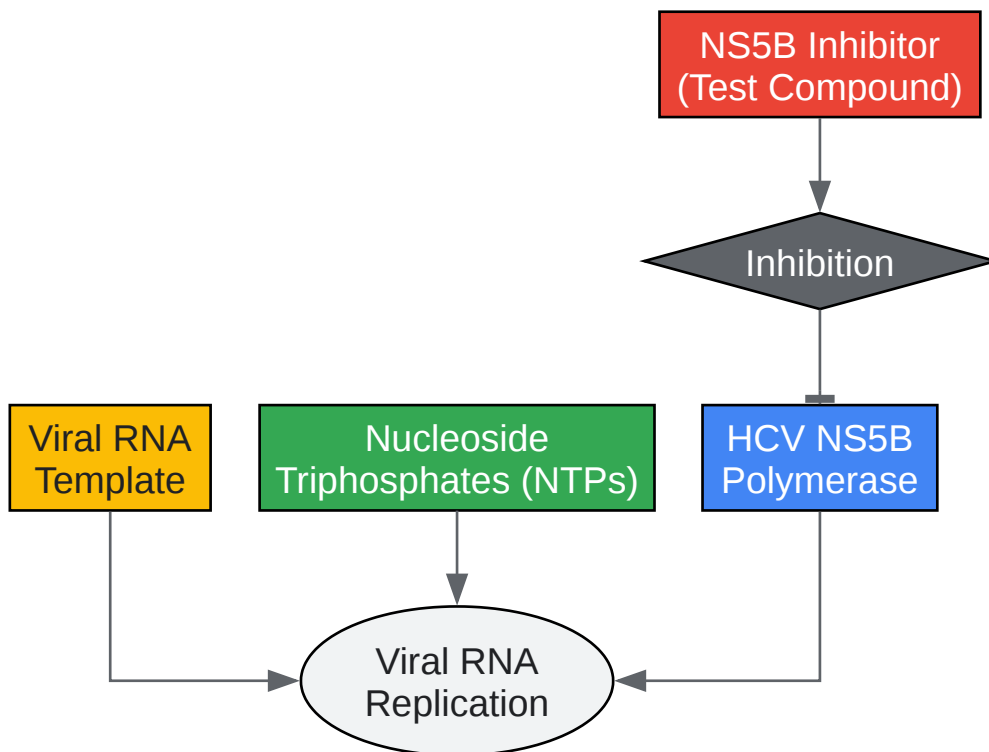 NS5B Inhibitor
(Test Compound)
Inhibition
Viral RNA
Template
Nucleoside
Triphosphates (NTPs)
HCV NS5B
Polymerase
Viral RNA
Replication